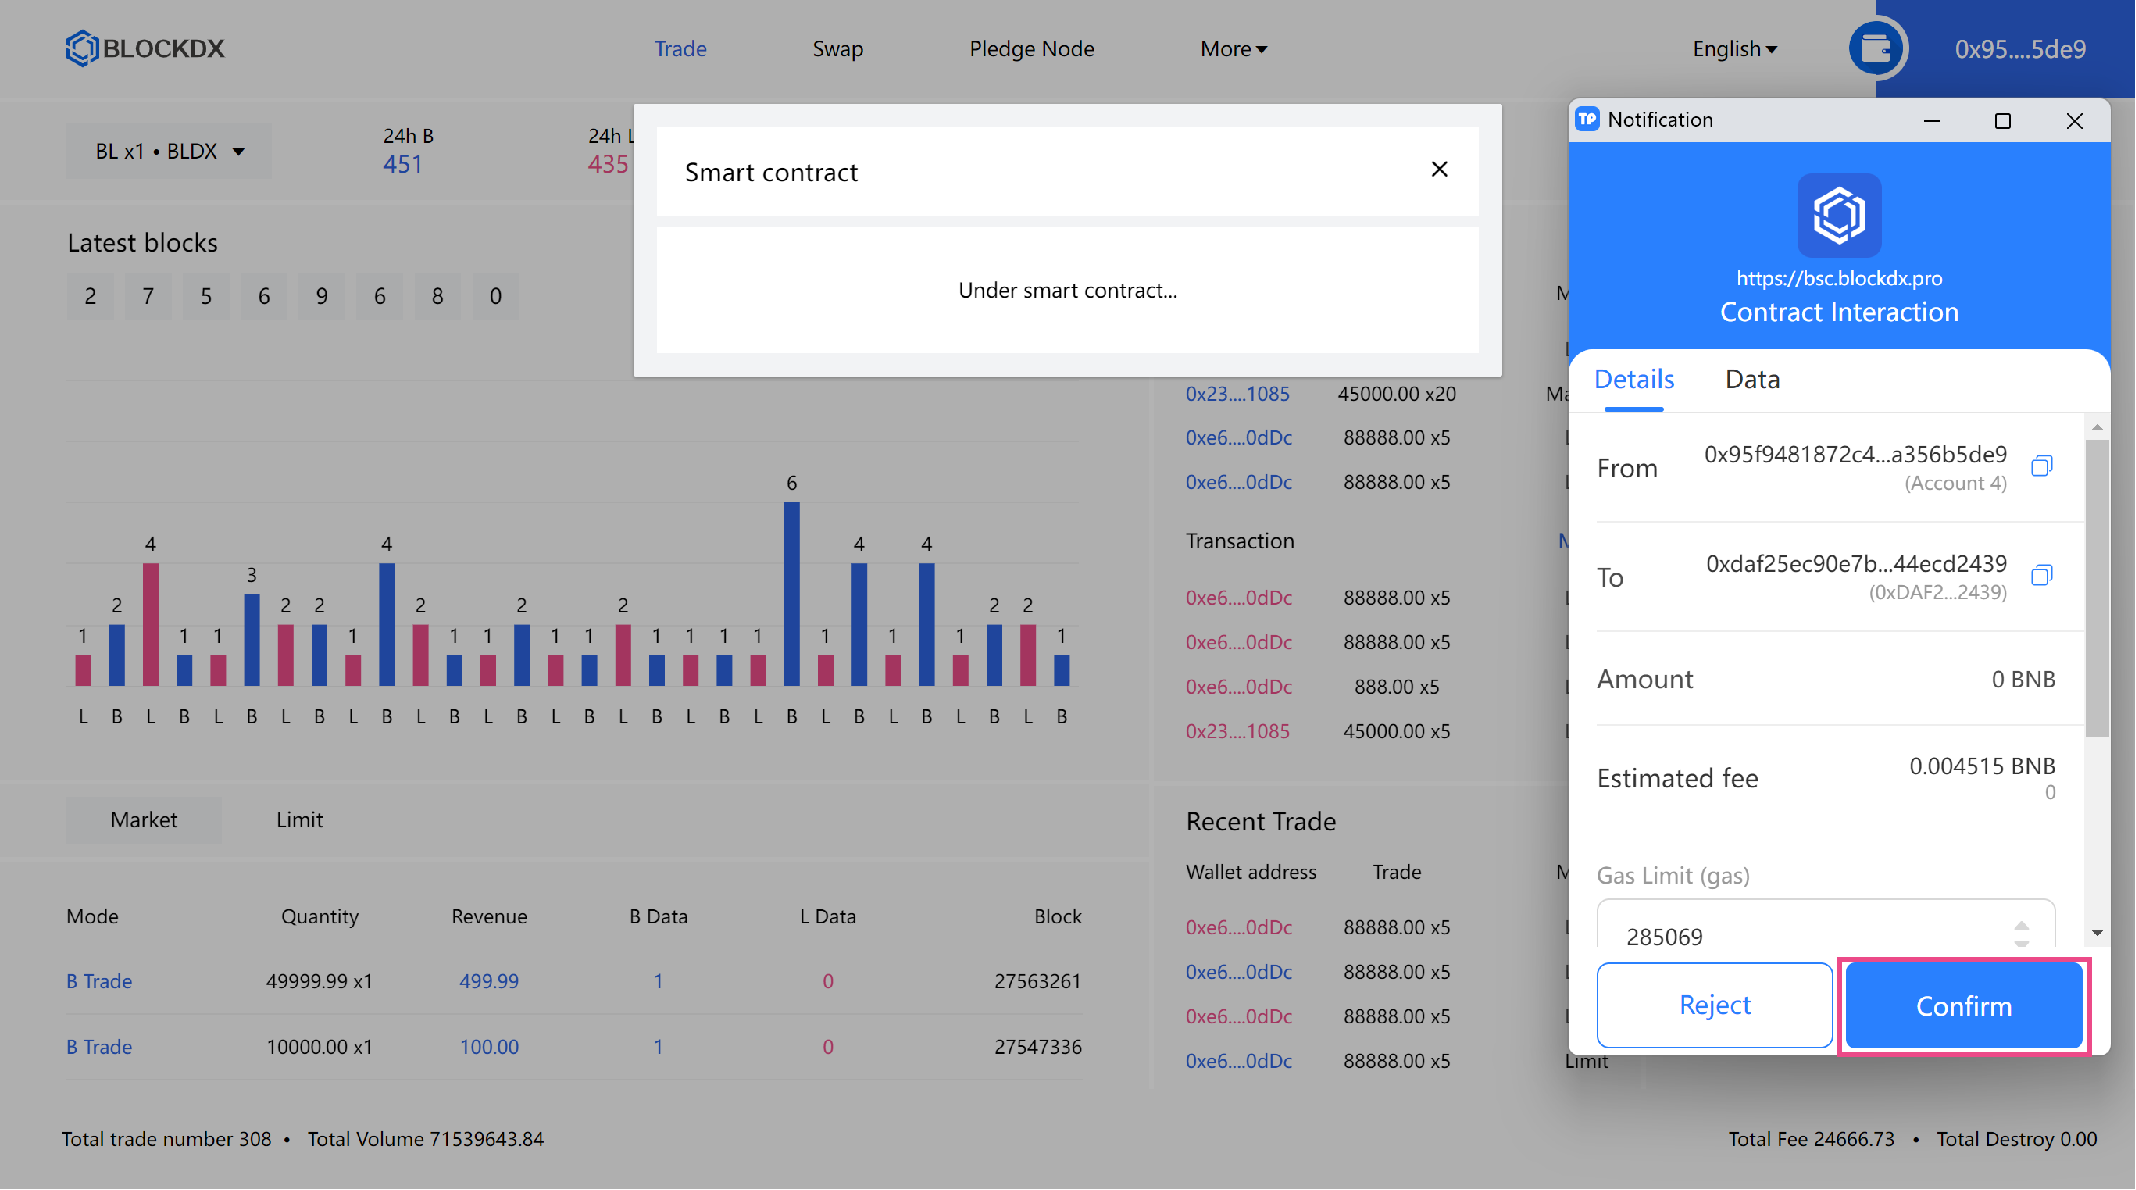 BLOCKDX
Trade
Swap
Pledge Node
More
English
0x95....5de9
BL x1 • BLDX
24h B
451
24h L
435
Latest blocks
2 7 5 6 9 6 8 0
Smart contract
Under smart contract...
0x23....1085 45000.00 x20
0xe6....0dDc 88888.00 x5
0xe6....0dDc 88888.00 x5
Transaction
0xe6....0dDc 88888.00 x5
0xe6....0dDc 88888.00 x5
0xe6....0dDc 888.00 x5
0x23....1085 45000.00 x5
1 2 4 1 1 3 2 2 1 4 2 1 1 2 1 1 2 1 1 1 1 6 1 4 1 4 1 2 2 1
L B L B L B L B L B L B L B L B L B L B L B L B L B L B L B
Market
Limit
Mode Quantity Revenue B Data L Data Block
B Trade 49999.99 x1 499.99 1 0 27563261
B Trade 10000.00 x1 100.00 1 0 27547336
Recent Trade
Wallet address Trade
0xe6....0dDc 88888.00 x5
0xe6....0dDc 88888.00 x5
0xe6....0dDc 88888.00 x5
0xe6....0dDc 88888.00 x5 Limit
Total trade number 308 • Total Volume 71539643.84
Total Fee 24666.73 • Total Destroy 0.00
TP Notification
https://bsc.blockdx.pro
Contract Interaction
Details
Data
From 0x95f9481872c4...a356b5de9
(Account 4)
To 0xdaf25ec90e7b...44ecd2439
(0xDAF2...2439)
Amount 0 BNB
Estimated fee 0.004515 BNB
0
Gas Limit (gas)
285069
Reject
Confirm